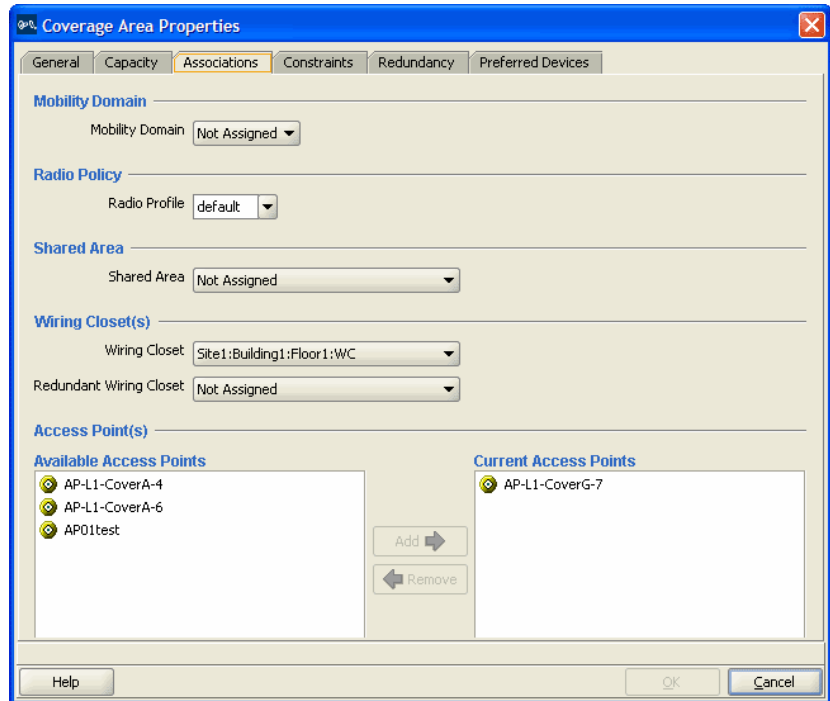 Coverage Area Properties
General Capacity Associations Constraints Redundancy Preferred Devices
Mobility Domain
Mobility Domain Not Assigned
Radio Policy
Radio Profile default
Shared Area
Shared Area Not Assigned
Wiring Closet(s)
Wiring Closet Site1:Building1:Floor1:WC
Redundant Wiring Closet Not Assigned
Access Point(s)
Available Access Points
AP-L1-CoverA-4
AP-L1-CoverA-6
AP01test
Add
Remove
Current Access Points
AP-L1-CoverG-7
Help OK Cancel